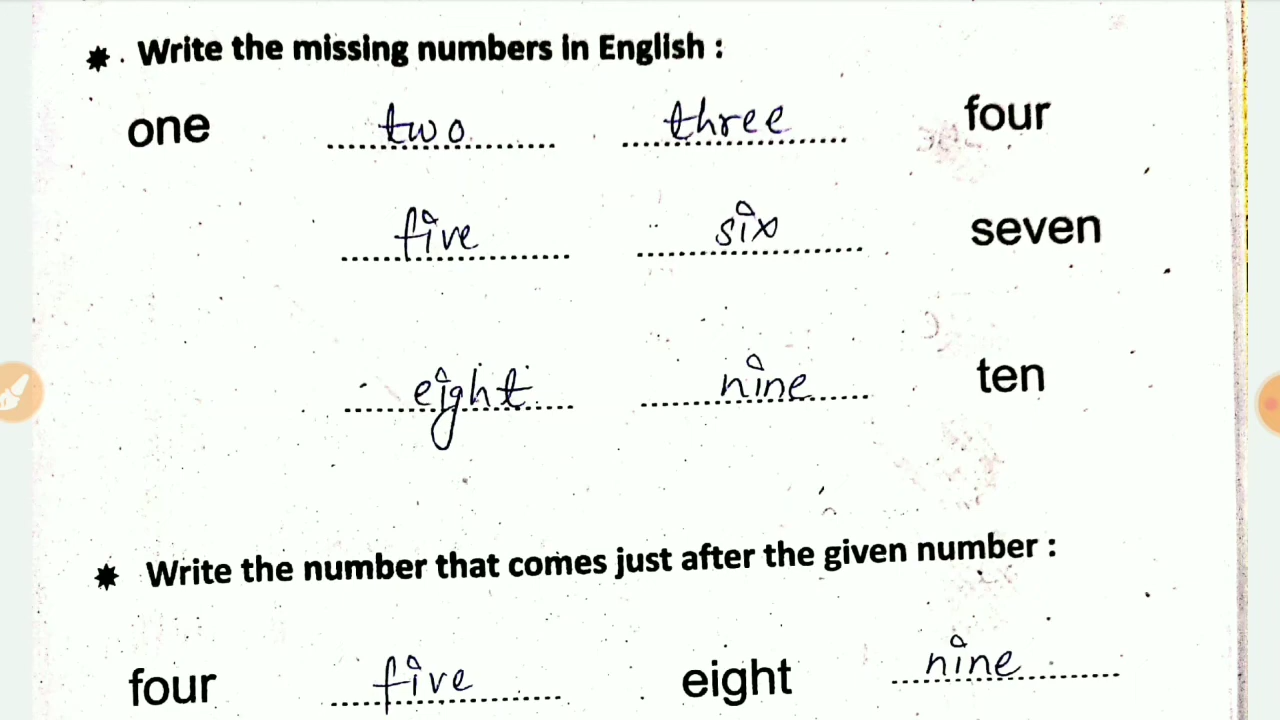 ✷ . Write the missing numbers in English :
one two three four
five six seven
eight nine ten
✷ Write the number that comes just after the given number :
four five eight nine